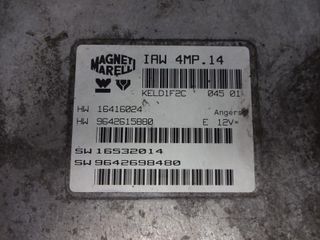 MAGNETI MARELLI
IAW 4MP.14
KELD1F2C 045 01
HW 16416024 Angers
HW 9642615880 E 12V=
SW 16532014
SW 9642698480